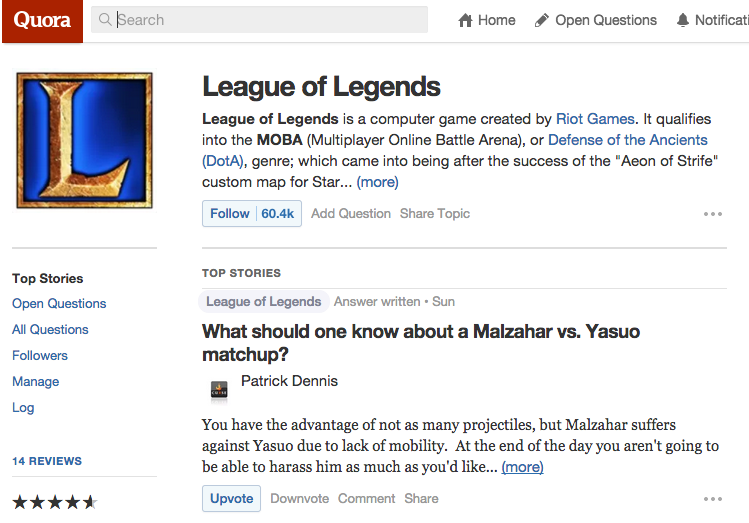 Quora
Search
Home
Open Questions
Notificati
L
League of Legends
League of Legends is a computer game created by Riot Games. It qualifies
into the MOBA (Multiplayer Online Battle Arena), or Defense of the Ancients
(DotA), genre; which came into being after the success of the "Aeon of Strife"
custom map for Star... (more)
Follow 60.4k Add Question Share Topic
Top Stories
Open Questions
All Questions
Followers
Manage
Log
14 REVIEWS
TOP STORIES
League of Legends Answer written • Sun
What should one know about a Malzahar vs. Yasuo
matchup?
Patrick Dennis
You have the advantage of not as many projectiles, but Malzahar suffers
against Yasuo due to lack of mobility.  At the end of the day you aren't going to
be able to harass him as much as you'd like... (more)
Upvote Downvote Comment Share